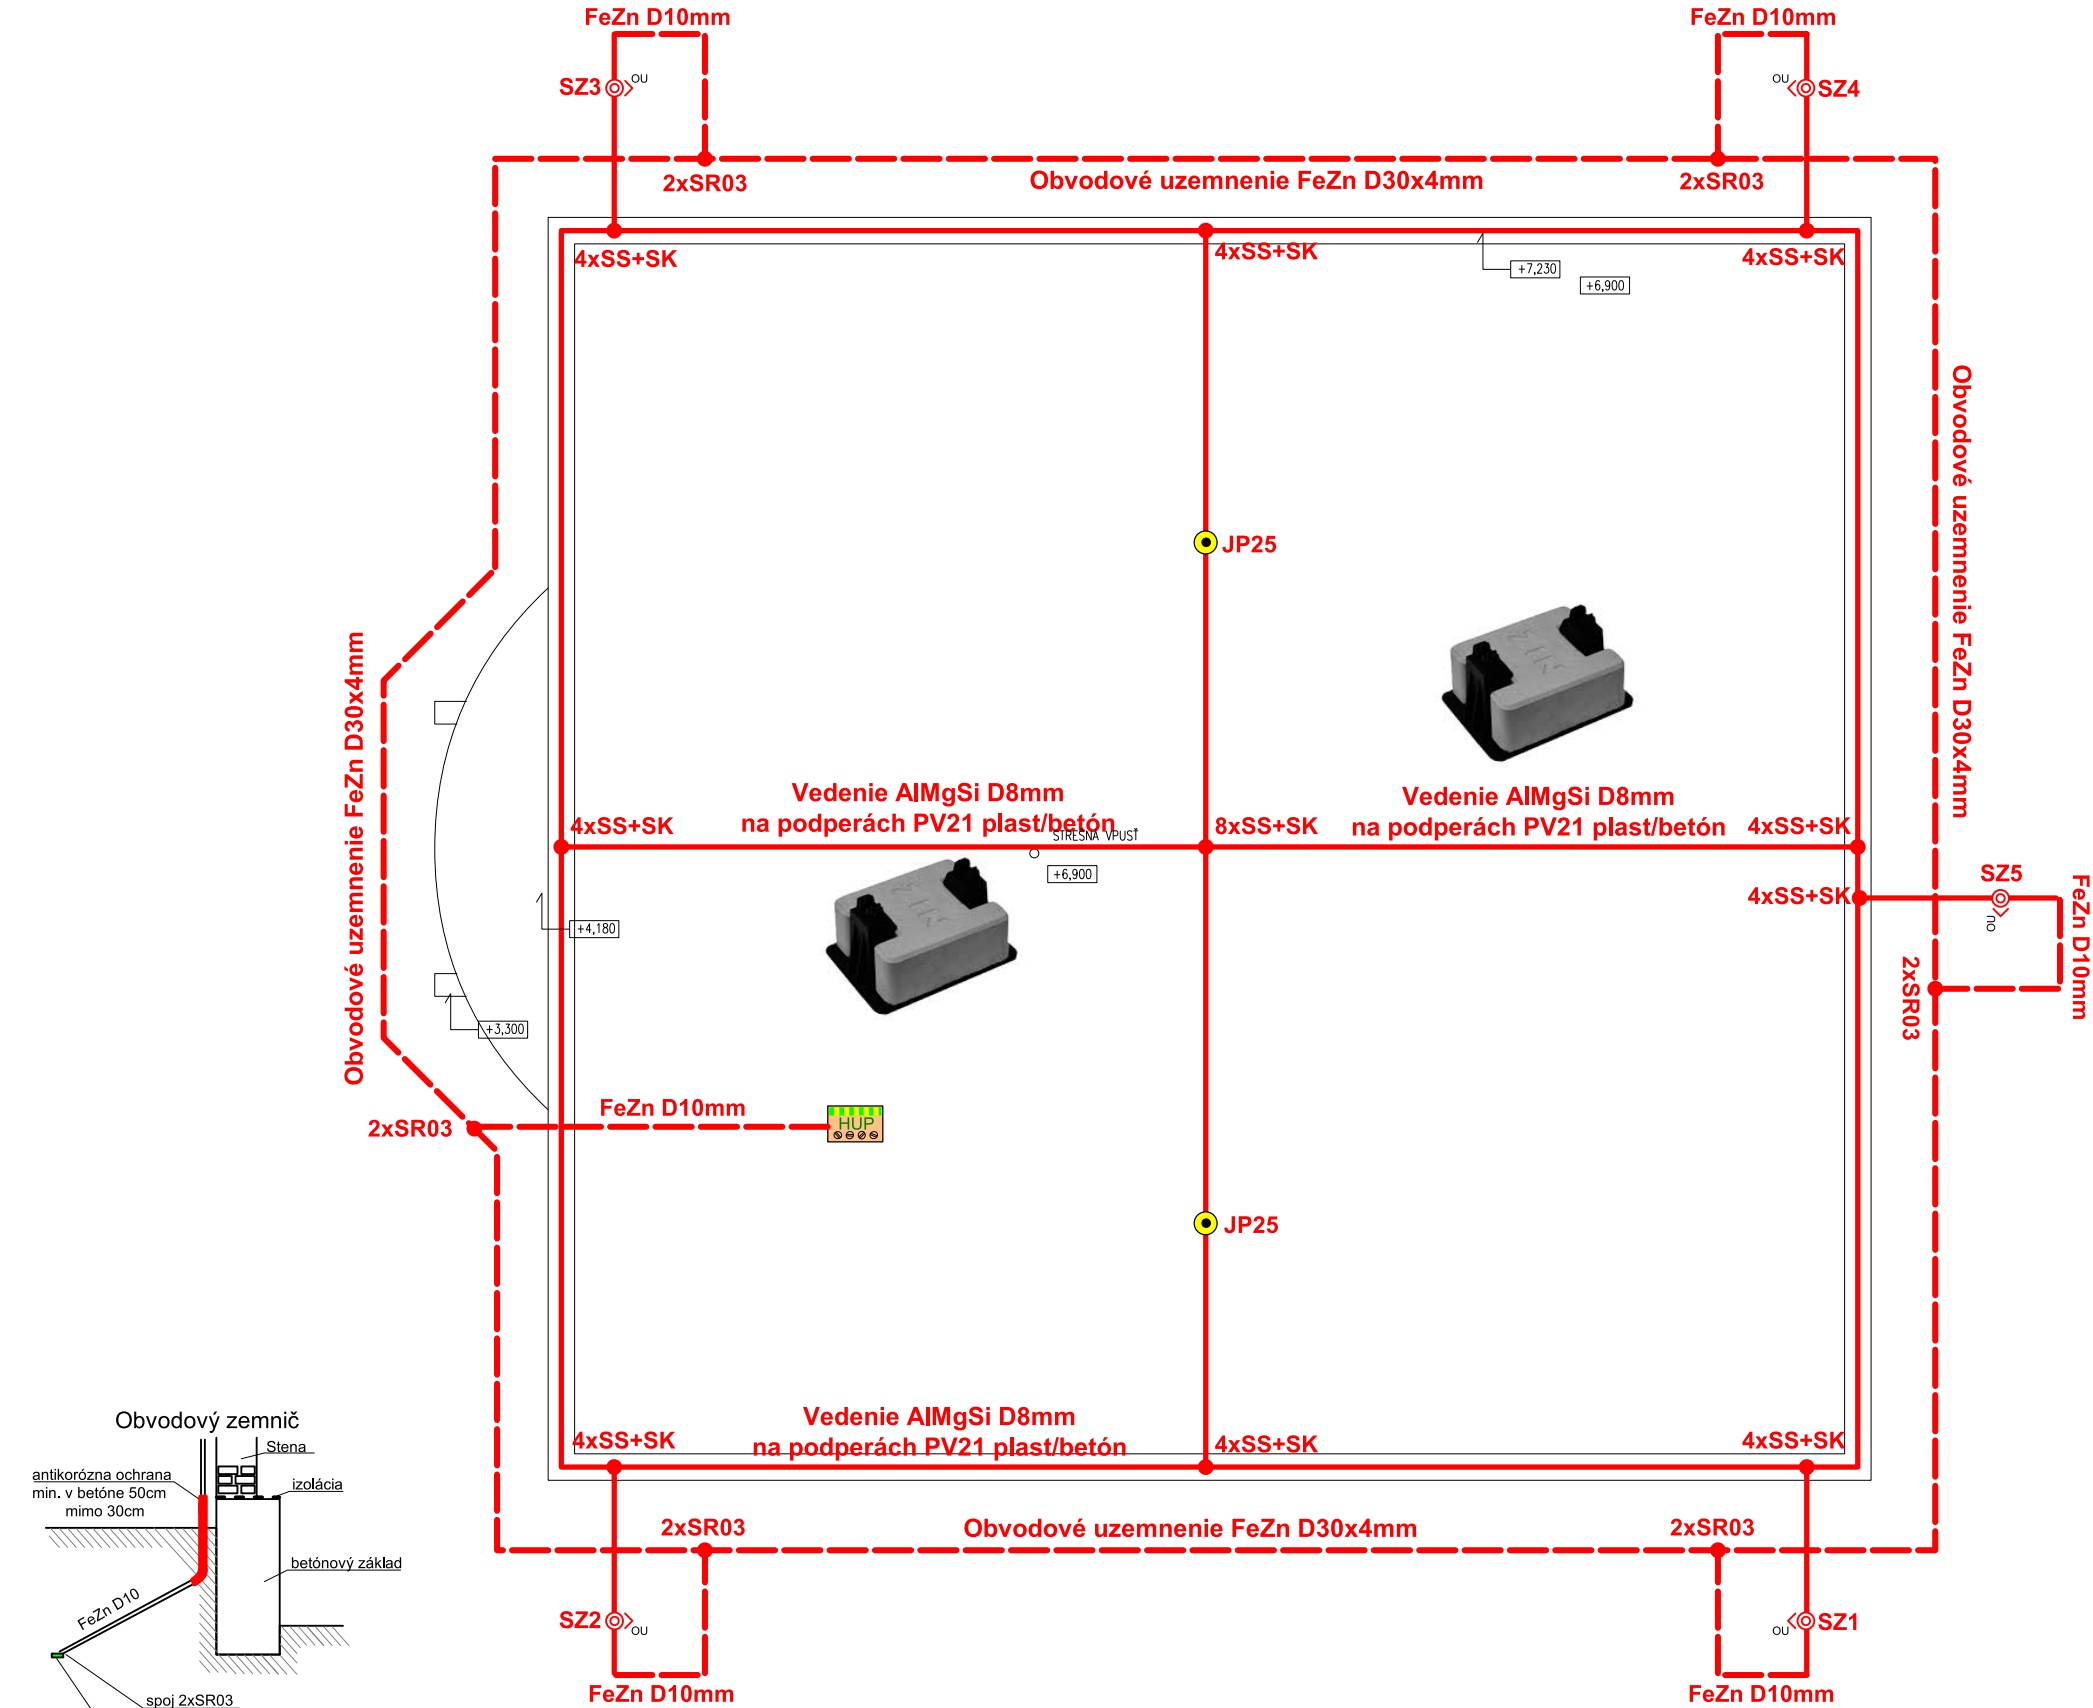 FeZn D10mm
FeZn D10mm
SZ3
OU
OU
SZ4
2xSR03
Obvodové uzemnenie FeZn D30x4mm
2xSR03
4xSS+SK
4xSS+SK
4xSS+SK
+7,230
+6,900
Obvodové uzemnenie FeZn D30x4mm
JP25
Obvodové uzemnenie FeZn D30x4mm
Vedenie AlMgSi D8mm
na podperách PV21 plast/betón
Vedenie AlMgSi D8mm
na podperách PV21 plast/betón
4xSS+SK
STREŠNÁ VPUSŤ
8xSS+SK
4xSS+SK
+6,900
SZ5
OU
FeZn D10mm
4xSS+SK
+4,180
2xSR03
+3,300
FeZn D10mm
2xSR03
HUP
JP25
Vedenie AlMgSi D8mm
na podperách PV21 plast/betón
4xSS+SK
4xSS+SK
4xSS+SK
Obvodový zemnič
Stena
antikorózna ochrana
min. v betóne 50cm
mimo 30cm
izolácia
betónový základ
FeZn D10
spoj 2xSR03
2xSR03
Obvodové uzemnenie FeZn D30x4mm
2xSR03
SZ2
OU
OU
SZ1
FeZn D10mm
FeZn D10mm